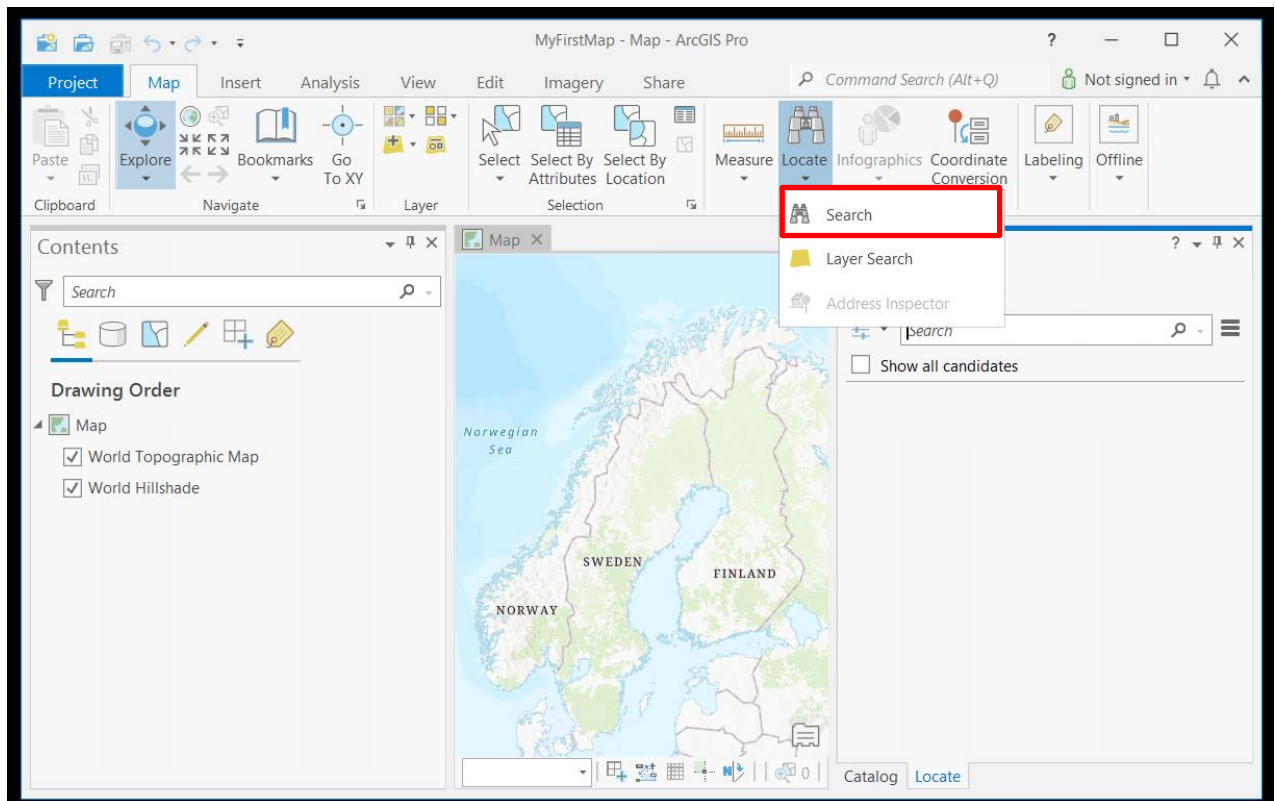 MyFirstMap - Map - ArcGIS Pro
?
Project Map Insert Analysis View Edit Imagery Share Command Search (Alt+Q) Not signed in
Paste Explore Bookmarks Go To XY Select Select By Attributes Select By Location Measure Locate Infographics Coordinate Conversion Labeling Offline
Clipboard Navigate Layer Selection
Search
Layer Search
Address Inspector
Contents
Search
Drawing Order
Map
World Topographic Map
World Hillshade
Map
Norwegian
Sea
SWEDEN
FINLAND
NORWAY
0
?
Search
Show all candidates
Catalog Locate